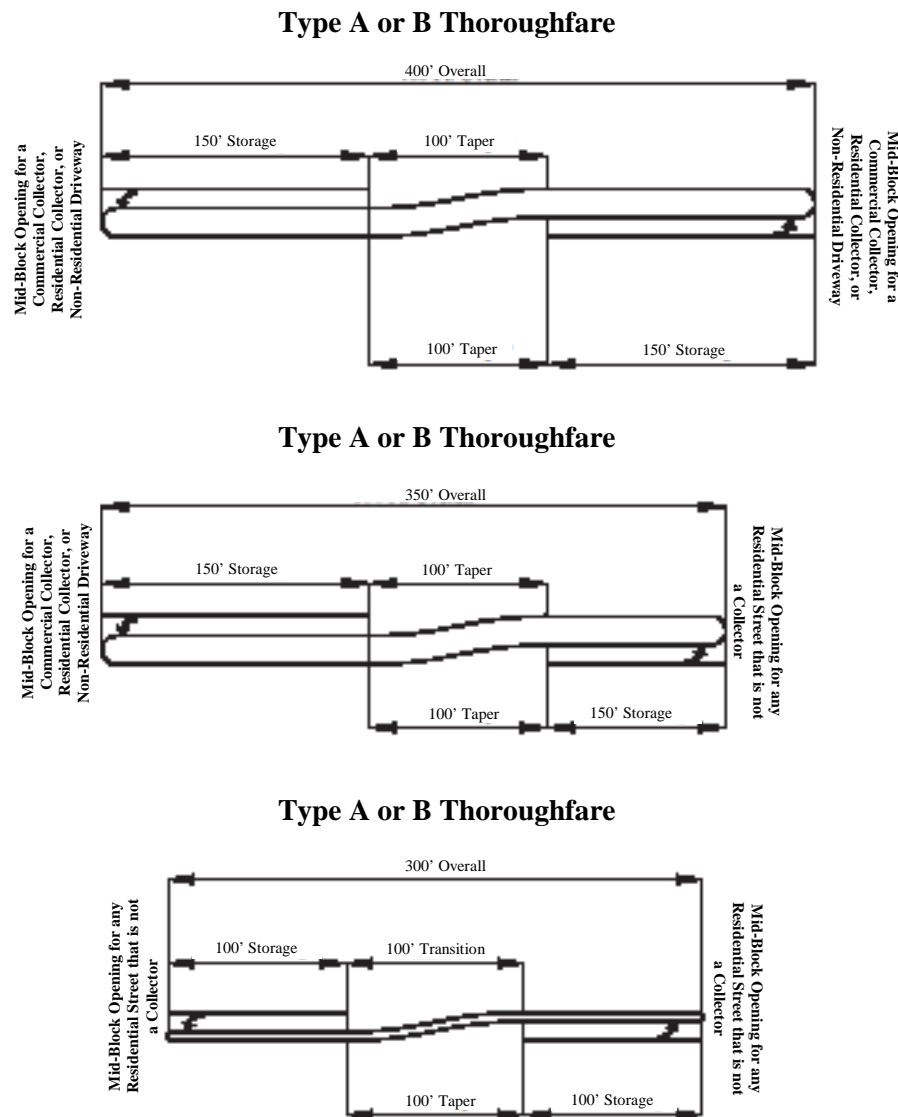 Type A or B Thoroughfare
400’ Overall
150’ Storage
100’ Taper
Mid-Block Opening for a
Commercial Collector,
Residential Collector, or
Non-Residential Driveway
Mid-Block Opening for a
Commercial Collector,
Residential Collector, or
Non-Residential Driveway
100’ Taper
150’ Storage
Type A or B Thoroughfare
350’ Overall
150’ Storage
100’ Taper
Mid-Block Opening for a
Commercial Collector,
Residential Collector, or
Non-Residential Driveway
Mid-Block Opening for any
Residential Street that is not
a Collector
100’ Taper
150’ Storage
Type A or B Thoroughfare
300’ Overall
100’ Storage
100’ Transition
Mid-Block Opening for any
Residential Street that is not
a Collector
Mid-Block Opening for any
Residential Street that is not
a Collector
100’ Taper
100’ Storage